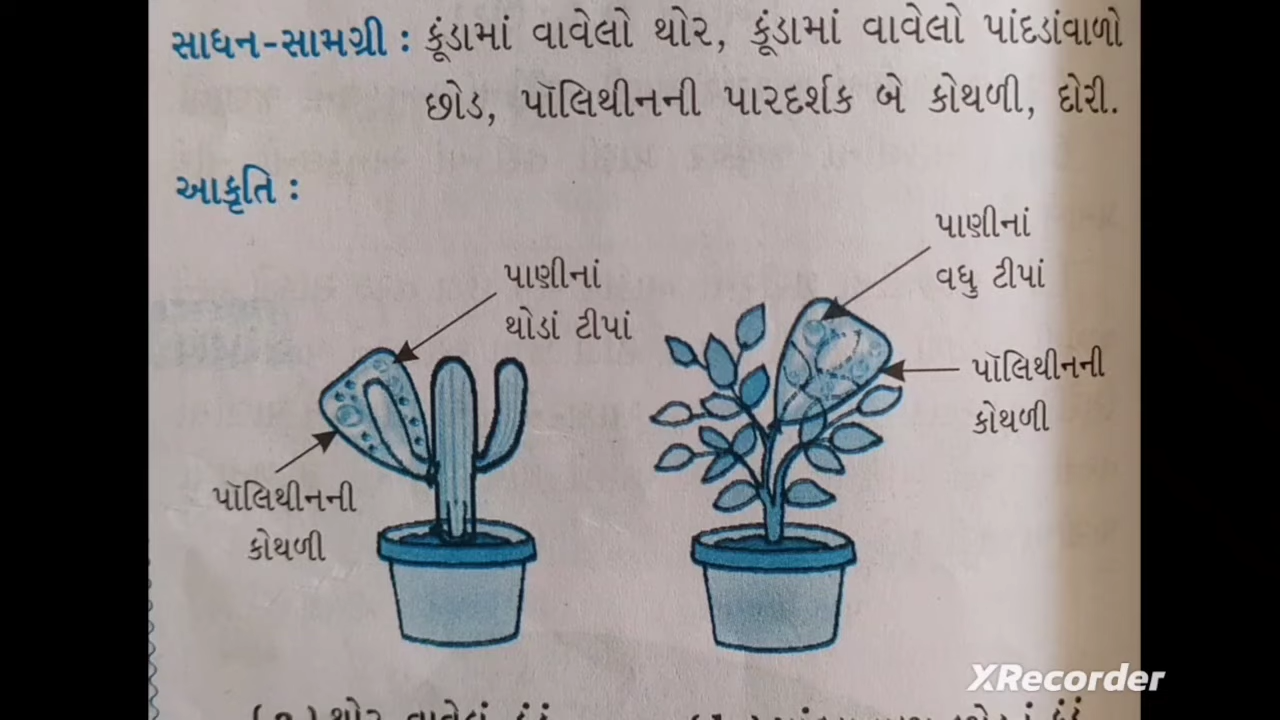 સાધન-સામગ્રી : કૂંડામાં વાવેલો થોર, કૂંડામાં વાવેલો પાંદડાંવાળો
છોડ, પૉલિથીનની પારદર્શક બે કોથળી, દોરી.
આકૃતિ :
પાણીનાં
થોડાં ટીપાં
પૉલિથીનની
કોથળી
પાણીનાં
વધુ ટીપાં
પૉલિથીનની
કોથળી
XRecorder